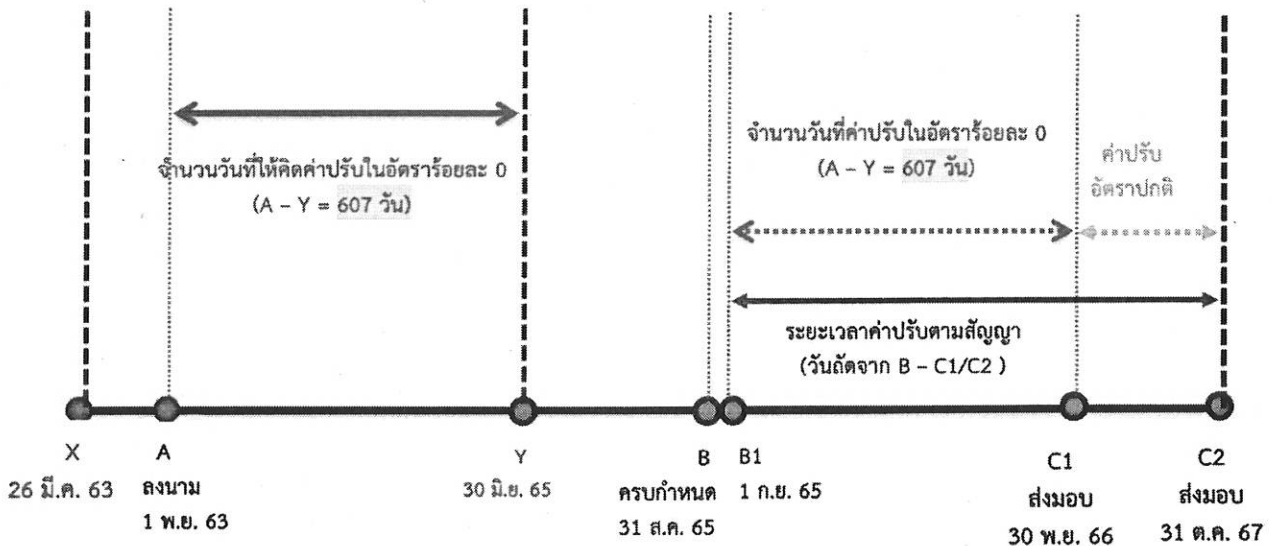 จำนวนวันที่ให้คิดค่าปรับในอัตราร้อยละ 0
(A – Y = 607 วัน)
จำนวนวันที่ค่าปรับในอัตราร้อยละ 0
(A – Y = 607 วัน)
ค่าปรับ
อัตราปกติ
ระยะเวลาค่าปรับตามสัญญา
(วันถัดจาก B – C1/C2 )
X
26 มี.ค. 63
A
ลงนาม
1 พ.ย. 63
Y
30 มิ.ย. 65
B
ครบกำหนด
31 ส.ค. 65
B1
1 ก.ย. 65
C1
ส่งมอบ
30 พ.ย. 66
C2
ส่งมอบ
31 ต.ค. 67